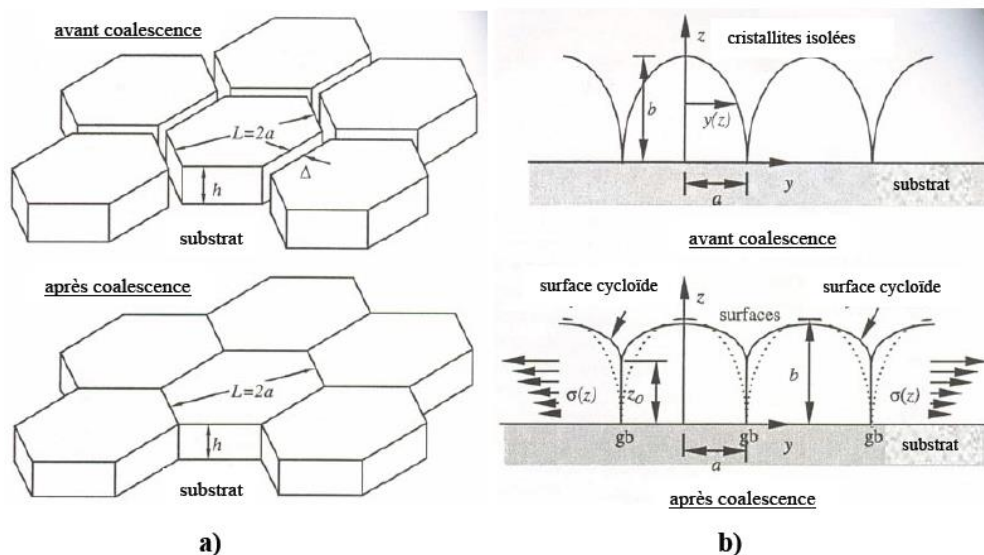 avant coalescence
L=2a
Δ
h
substrat
après coalescence
L=2a
h
substrat
a)
z
cristallites isolées
b
y(z)
y
substrat
a
avant coalescence
surface cycloïde
z
surface cycloïde
surfaces
b
σ(z)
z₀
σ(z)
gb
gb
gb
y
substrat
a
après coalescence
b)